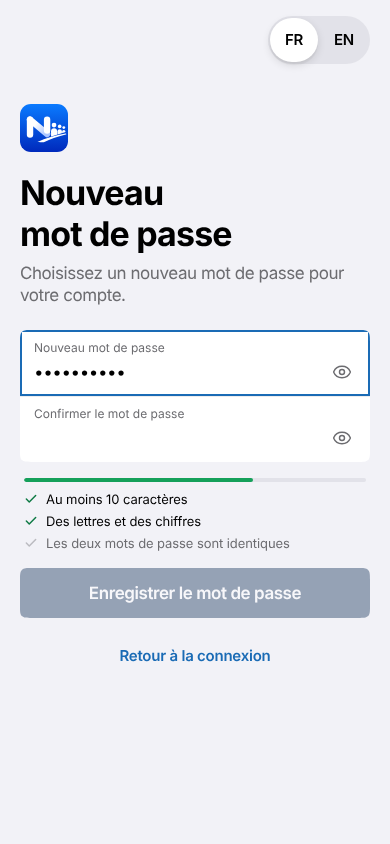 FR EN
N
Nouveau
mot de passe
Choisissez un nouveau mot de passe pour
votre compte.
Nouveau mot de passe
••••••••••
Confirmer le mot de passe
Au moins 10 caractères
Des lettres et des chiffres
Les deux mots de passe sont identiques
Enregistrer le mot de passe
Retour à la connexion